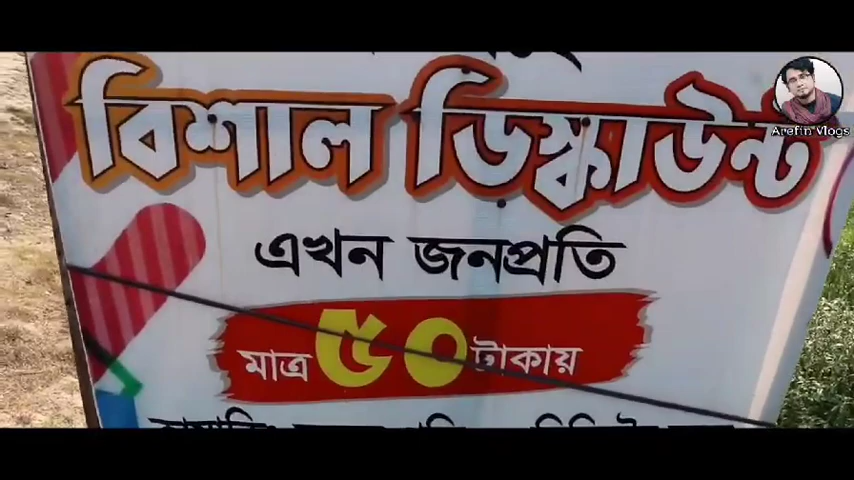 বিশাল ডিস্কাউন্ট
Arefin Vlogs
এখন জনপ্রতি
মাত্র ৫০ টাকায়